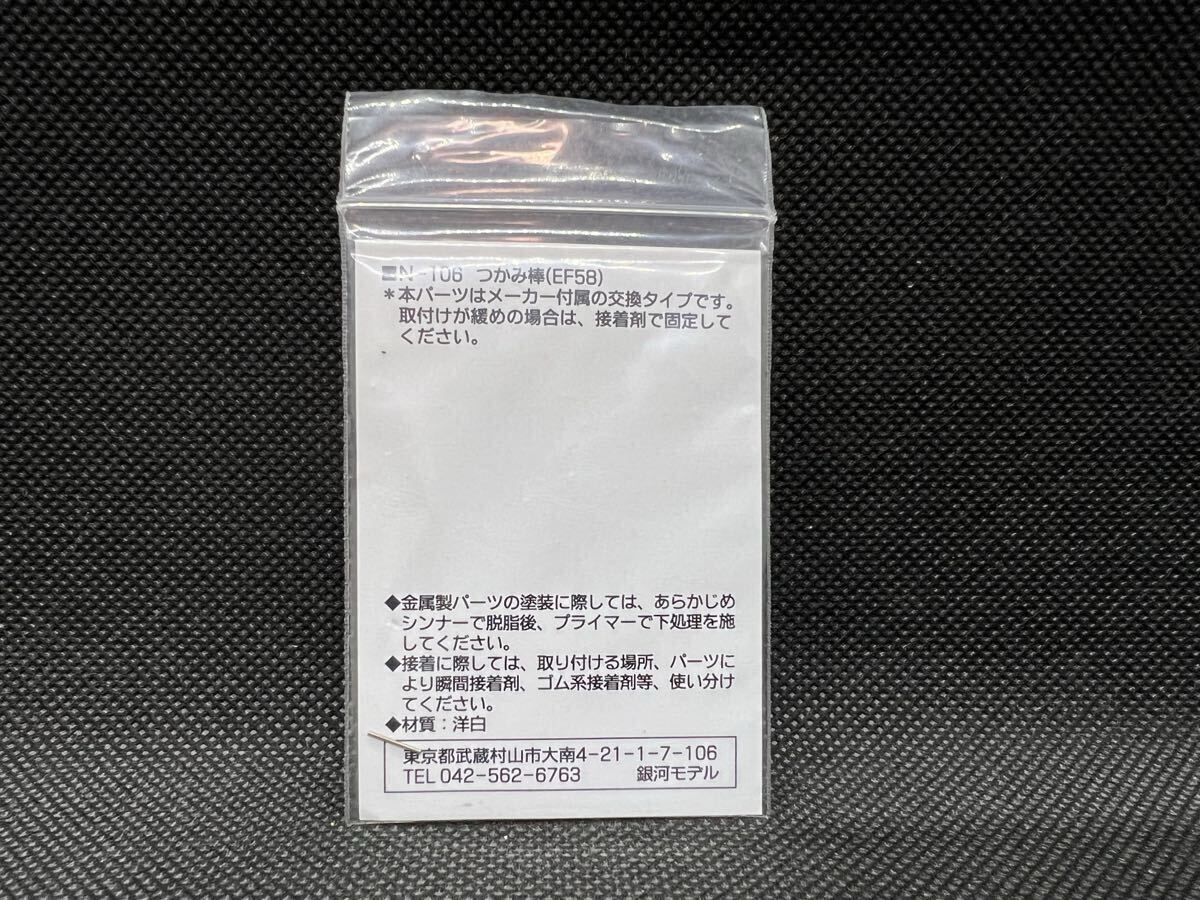 ■N-106 つかみ棒(EF58)
＊本パーツはメーカー付属の交換タイプです。
取付けが緩めの場合は、接着剤で固定して
ください。
◆金属製パーツの塗装に際しては、あらかじめ
シンナーで脱脂後、プライマーで下処理を施
してください。
◆接着に際しては、取り付ける場所、パーツに
より瞬間接着剤、ゴム系接着剤等、使い分け
てください。
◆材質：洋白
東京都武蔵村山市大南4-21-1-7-106
TEL 042-562-6763 銀河モデル